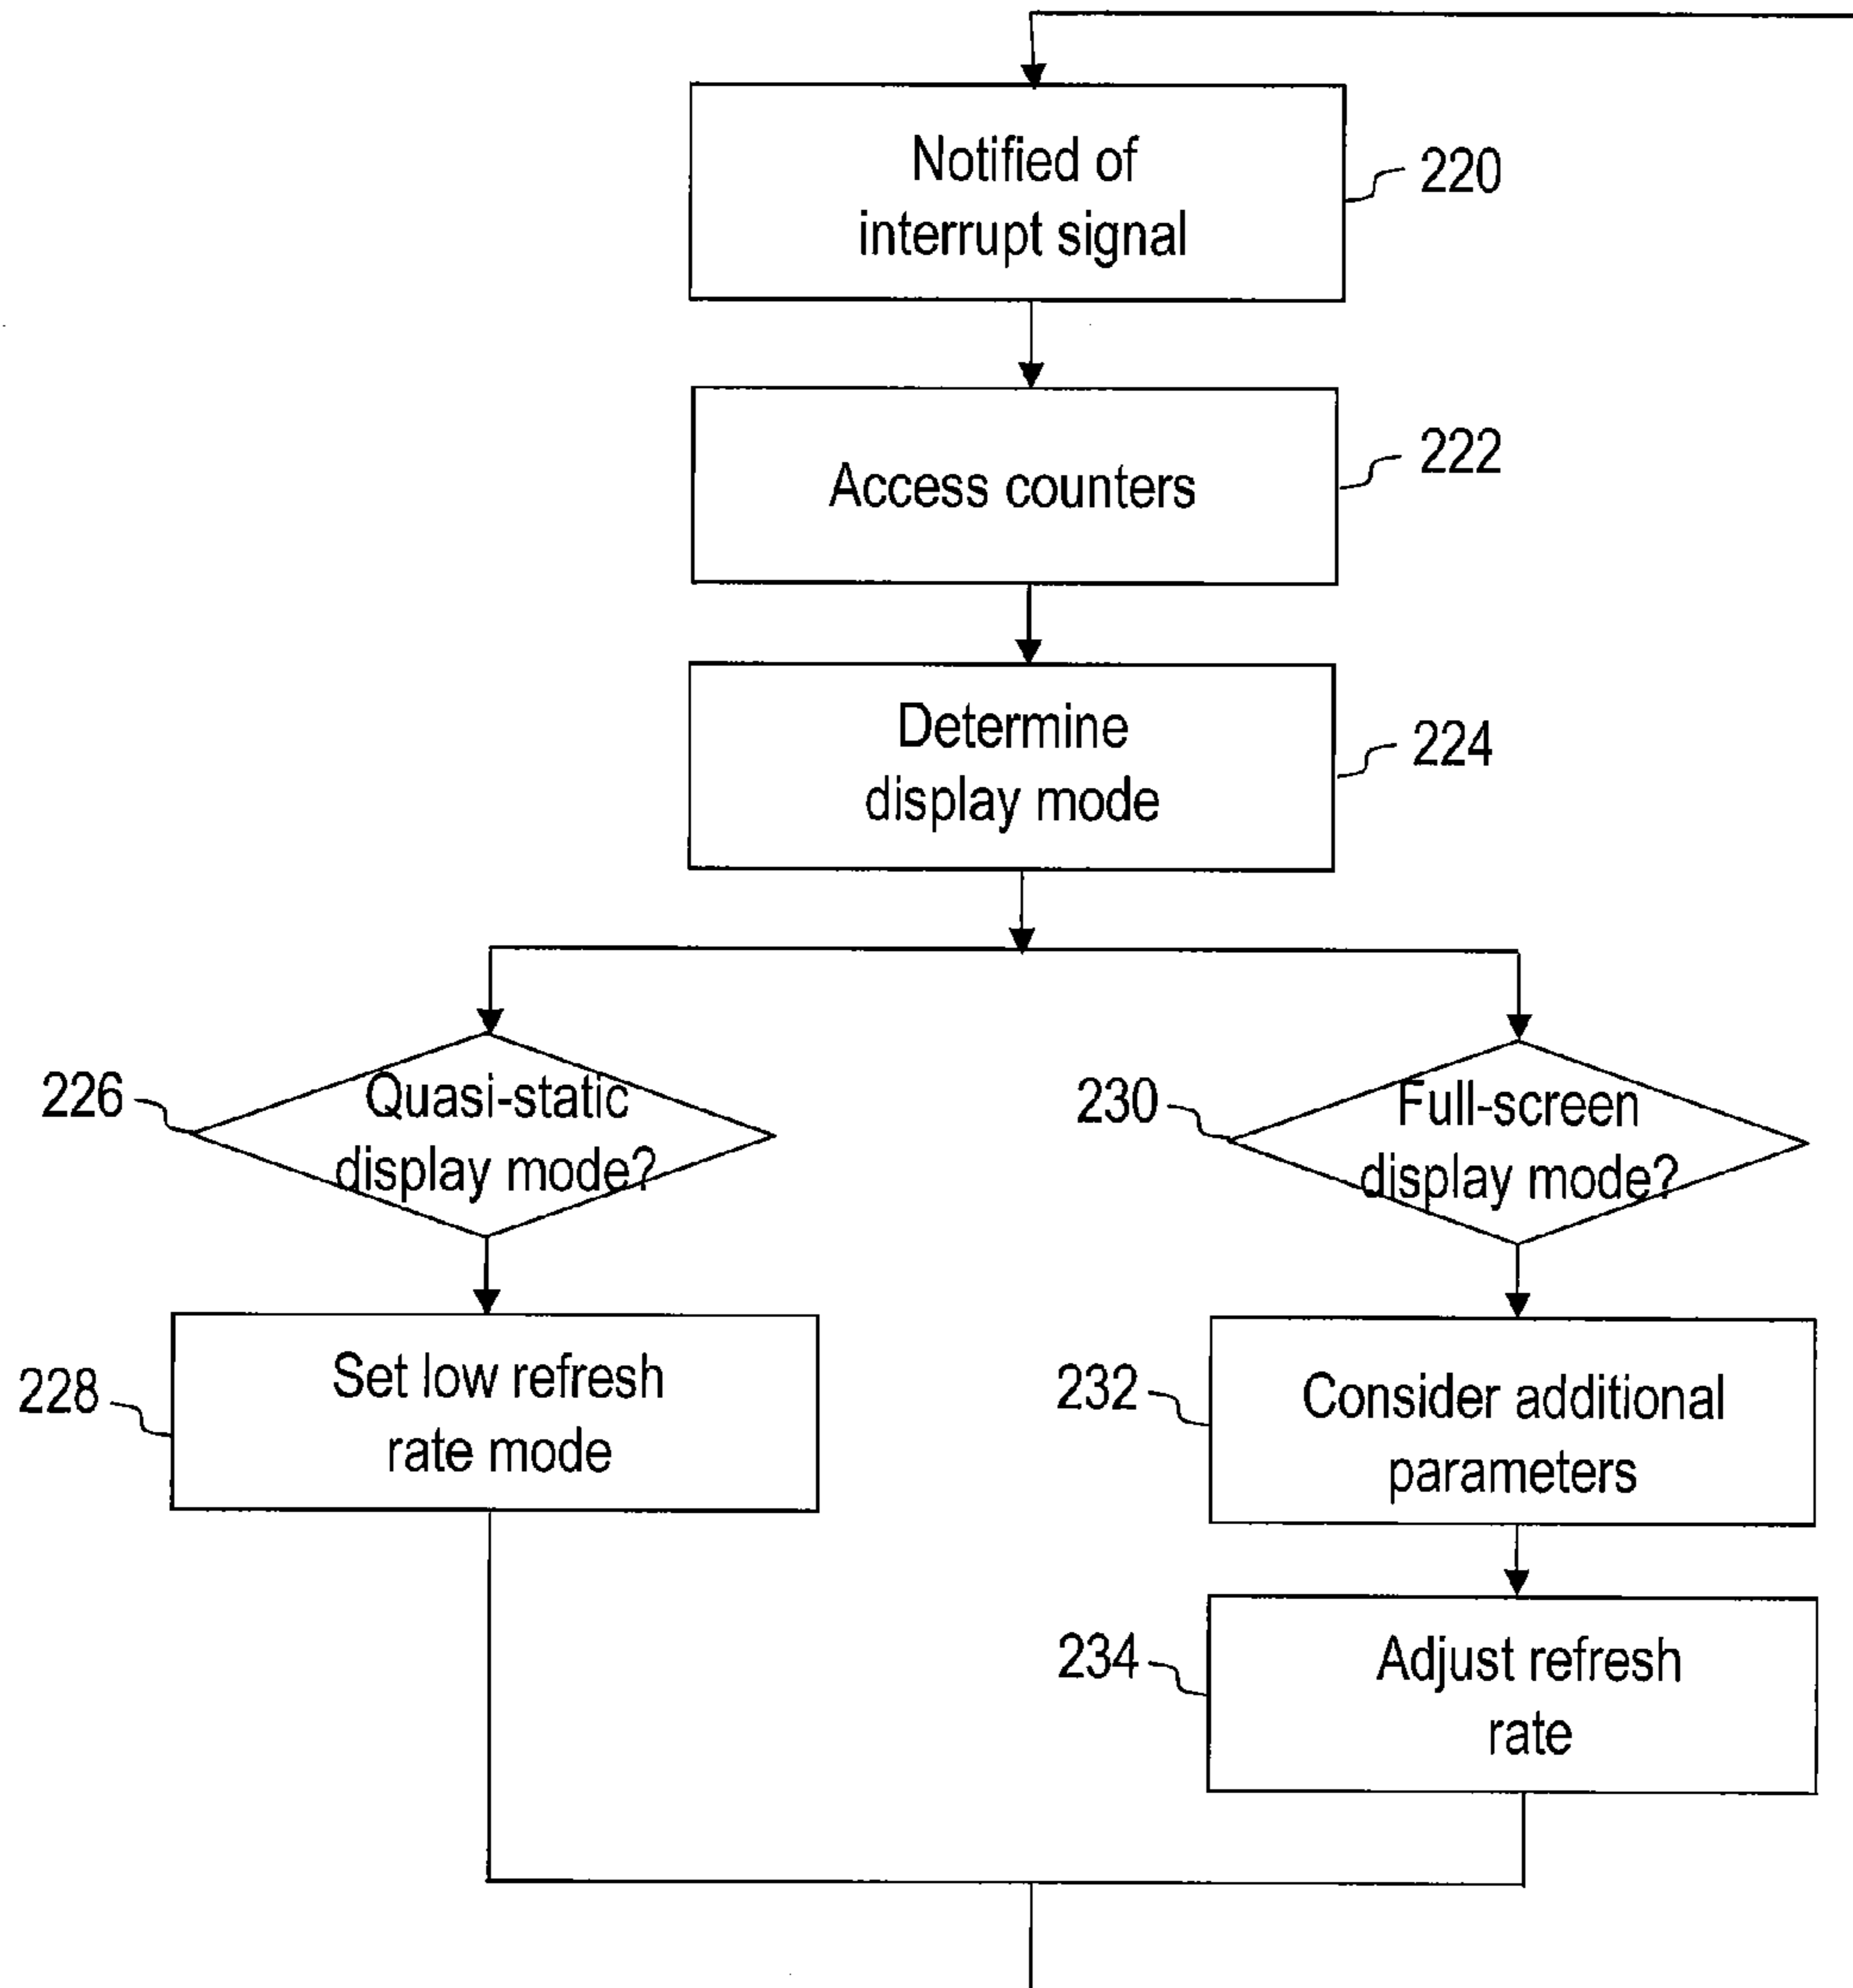 Notified of
interrupt signal
220
Access counters
222
Determine
display mode
224
226
Quasi-static
display mode?
230
Full-screen
display mode?
228
Set low refresh
rate mode
232
Consider additional
parameters
234
Adjust refresh
rate